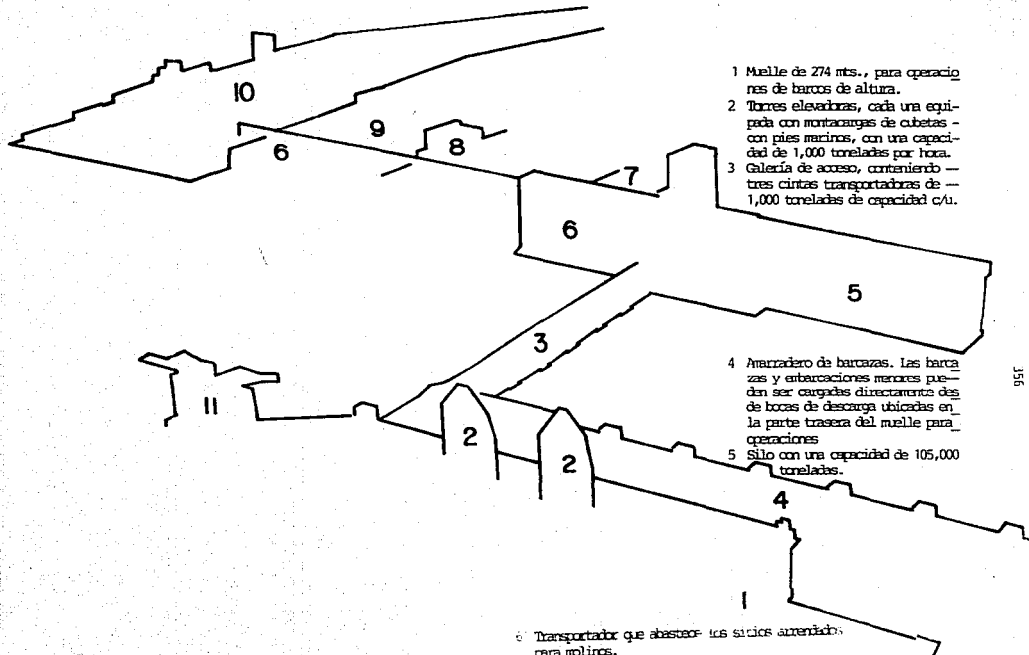 10
9
6
8
7
6
5
3
11
2
2
4
1
1 Muelle de 274 mts., para operacio
nes de barcos de altura.
2 Torres elevadoras, cada una equi-
pada con montacargas de cubetas -
con pies marinos, con una capaci-
dad de 1,000 toneladas por hora.
3 Galería de acceso, conteniendo —
tres cintas transportadoras de —
1,000 toneladas de capacidad c/u.
4 Amarradero de barcazas. Las barca
zas y embarcaciones menores pue-
den ser cargadas directamente des
de bocas de descarga ubicadas en
la parte trasera del muelle para
operaciones
5 Silo con una capacidad de 105,000
toneladas.
356
6 Transportador que abastece los sitios arrendados
para molinos.